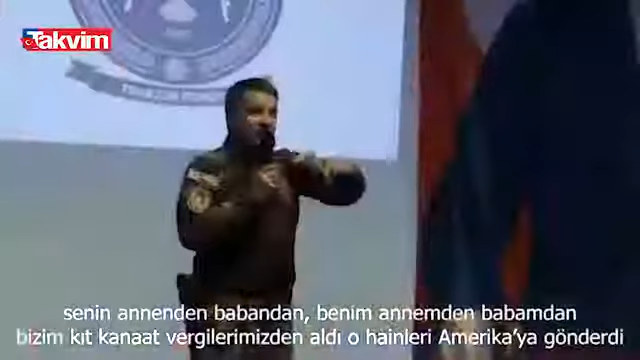 Takvim
senin annenden babandan, benim annemden babamdan
bizim kıt kanaat vergilerimizden aldı o hainleri Amerika'ya gönderdi